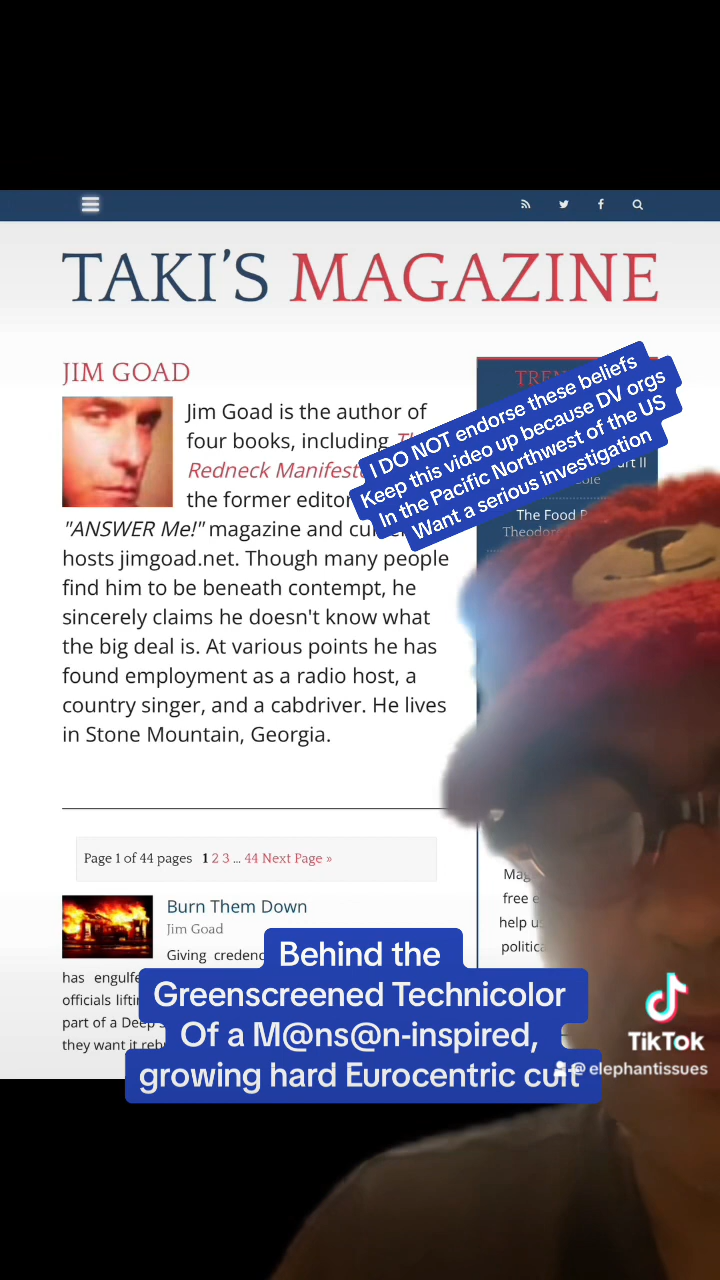 TAKI'S MAGAZINE
JIM GOAD
Jim Goad is the author of
four books, including
Redneck
the former editor
"ANSWER Me!" magazine and
hosts jimgoad.net. Though many people
find him to be beneath contempt, he
sincerely claims he doesn't know what
the big deal is. At various points he has
found employment as a radio host, a
country singer, and a cabdriver. He lives
in Stone Mountain, Georgia.
I DO NOT endorse these beliefs
Keep this video up because DV orgs
In the Pacific Northwest of the US
Want a serious investigation
II
The Food
Page 1 of 44 pages 1 2 3 ... 44 Next Page »
Burn Them Down
Jim Goad
Giving
has
officials
part of a
they want it
free
help
Behind the
Greenscreened Technicolor
Of a M@ns@n-inspired,
growing hard Eurocentric cult
TikTok
@elephantissues